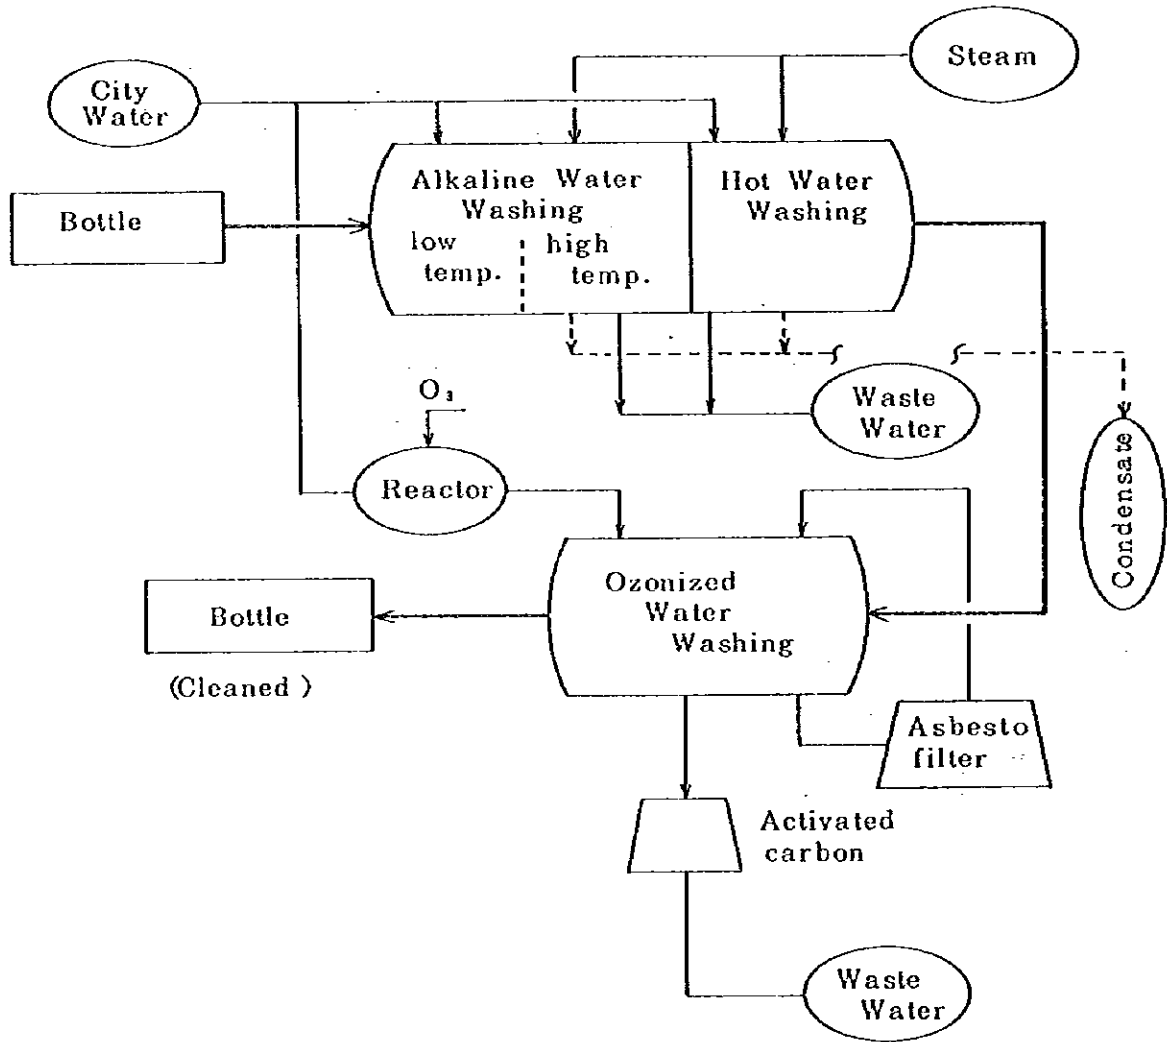 Steam
City
Water
Alkaline Water
Washing
low
temp.
high
temp.
Hot Water
Washing
Bottle
O₃
Waste
Water
Reactor
Condensate
Ozonized
Water
Washing
Bottle
(Cleaned)
Asbesto
filter
Activated
carbon
Waste
Water